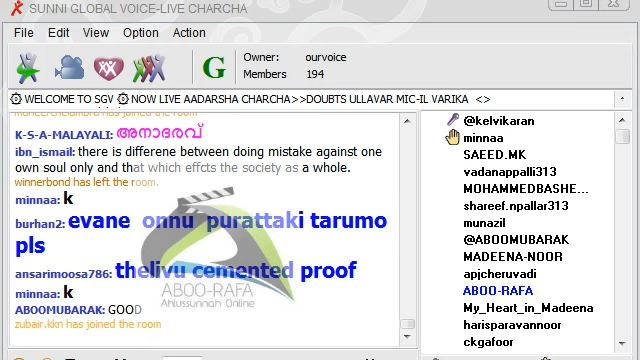 SUNNI GLOBAL VOICE-LIVE CHARCHA
File Edit View Option Action
G
Owner: ourvoice
Members 194
WELCOME TO SGV NOW LIVE AADARSHA CHARCHA>>DOUBTS ULLAVAR MIC-IL VARIKA <>
K-S-A-MALAYALI: അനാദരവ്
ibn_ismail: there is differene between doing mistake against one
own soul only and that which effcts the society as a whole.
winnerbond has left the room.
minnaa: k
burhan2: evane onnu purattaki tarumo
pls
ansarimoosa786: thelivu cemented proof
minnaa: k
ABOOMUBARAK: GOOD
zubair.kkn has joined the room
ABOO-RAFA
Ahlussunnah Online
@kelvikaran
minnaa
SAEED.MK
vadanappalli313
MOHAMMEDBASHE...
shareef.npallar313
munazil
@ABOOMUBARAK
MADEENA-NOOR
apjcheruvadi
ABOO-RAFA
My_Heart_in_Madeena
harisparavannoor
ckgafoor